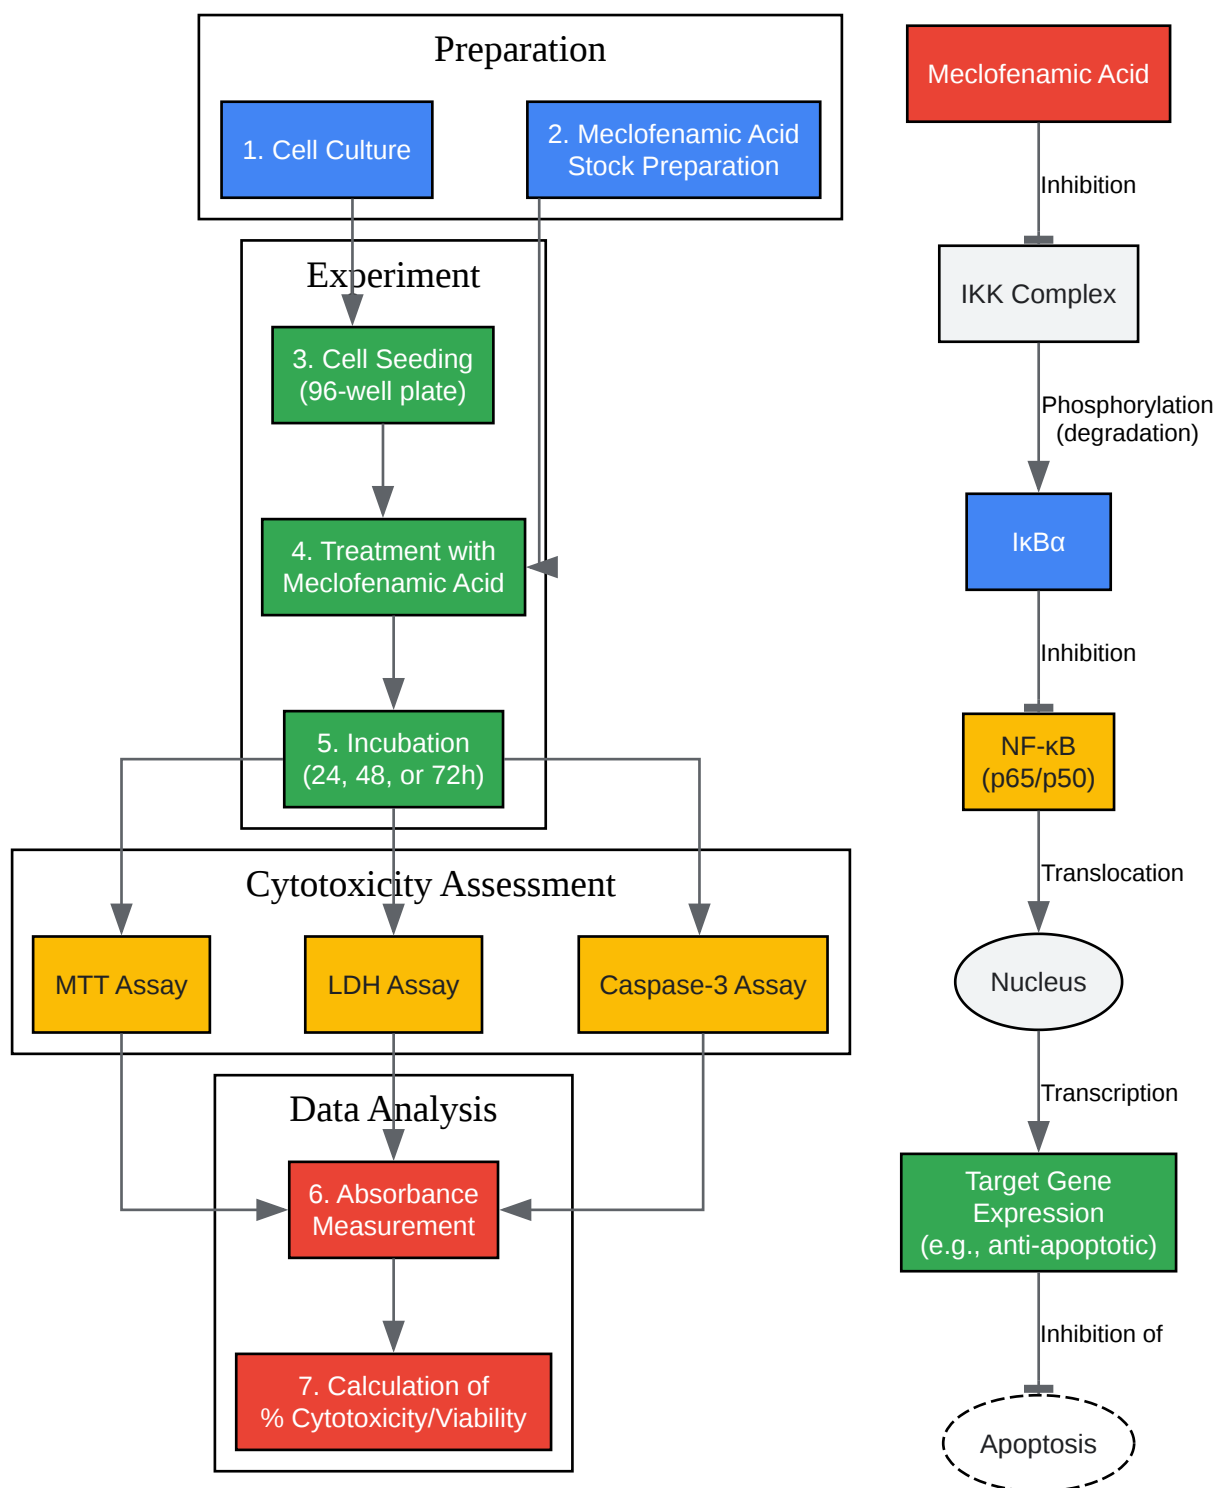 Preparation
1. Cell Culture
2. Meclofenamic Acid
Stock Preparation
Experiment
3. Cell Seeding
(96-well plate)
4. Treatment with
Meclofenamic Acid
5. Incubation
(24, 48, or 72h)
Cytotoxicity Assessment
MTT Assay
LDH Assay
Caspase-3 Assay
Data Analysis
6. Absorbance
Measurement
7. Calculation of
% Cytotoxicity/Viability
Meclofenamic Acid
Inhibition
IKK Complex
Phosphorylation
(degradation)
IκBα
Inhibition
NF-κB
(p65/p50)
Translocation
Nucleus
Transcription
Target Gene
Expression
(e.g., anti-apoptotic)
Inhibition of
Apoptosis